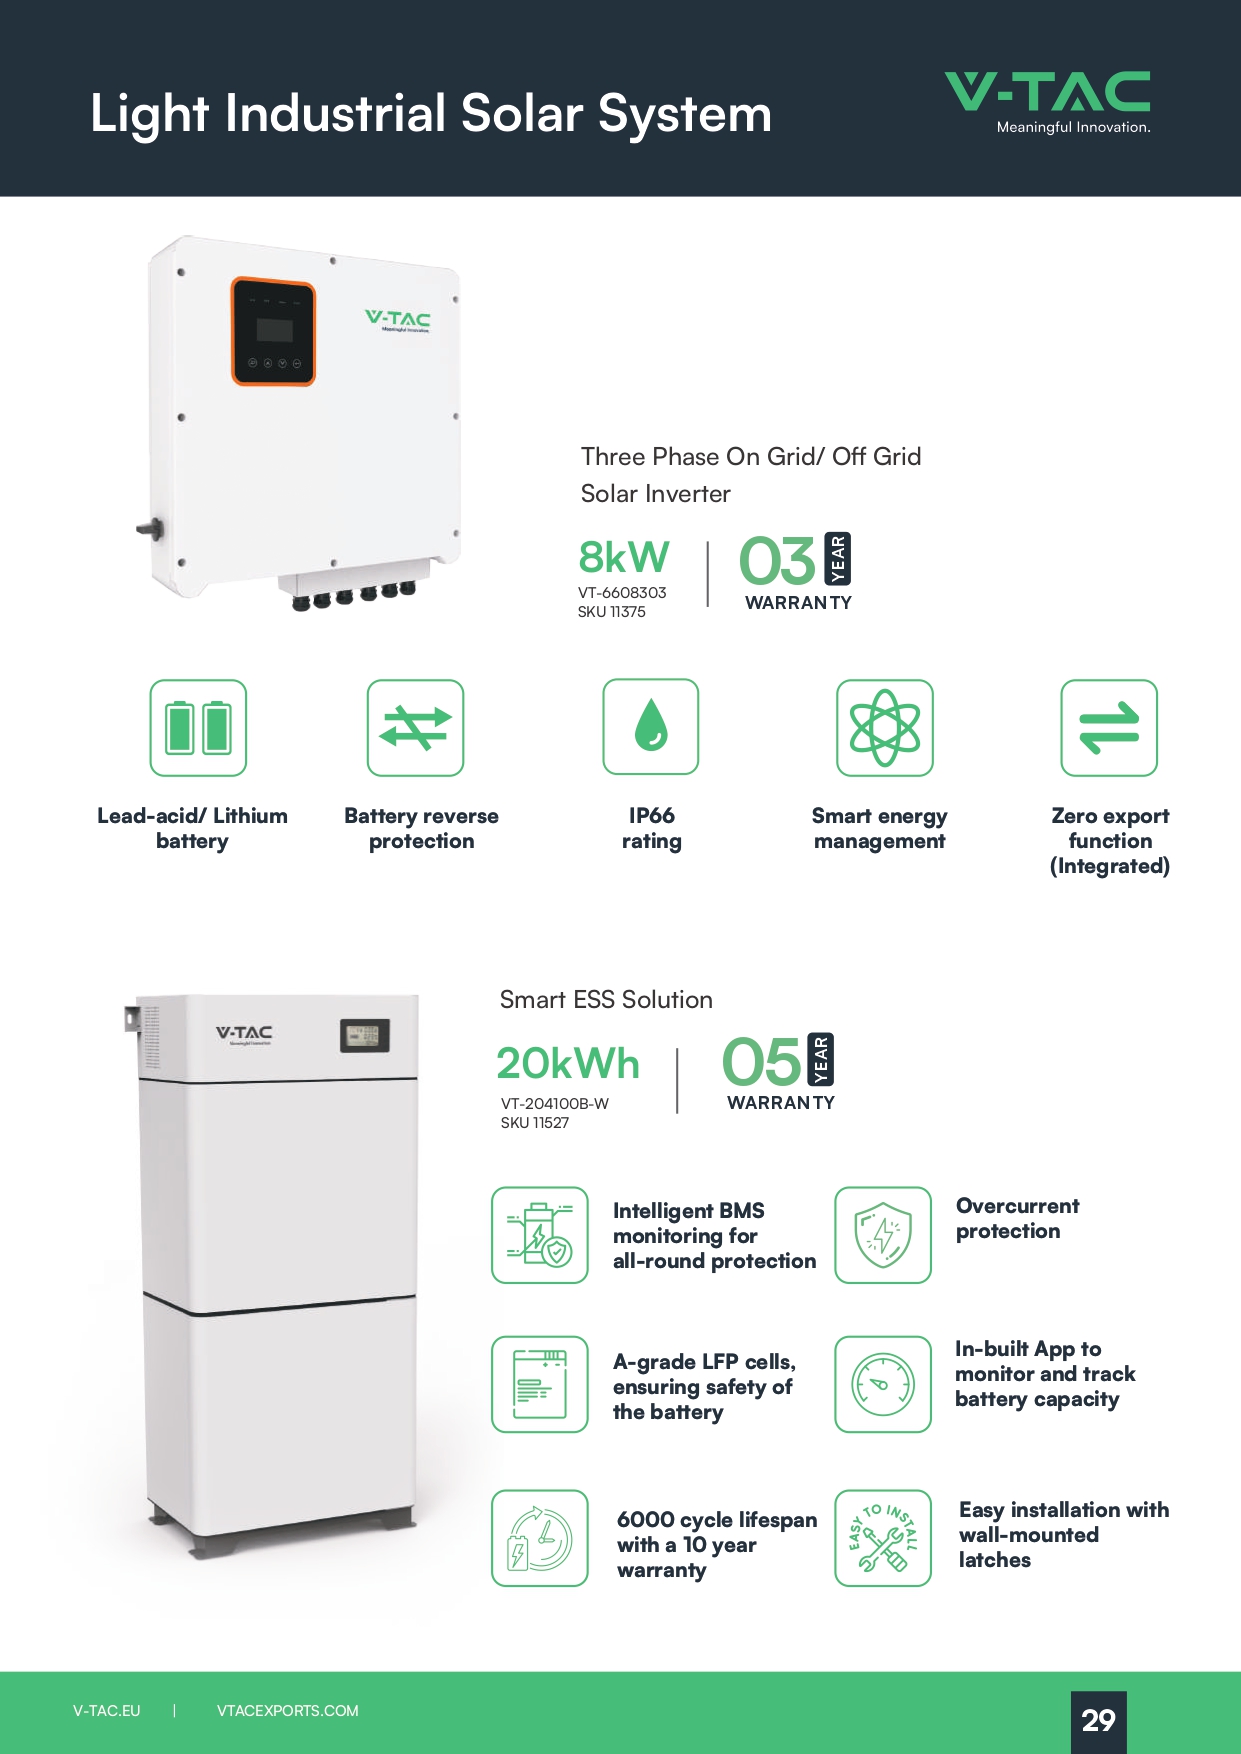 Light Industrial Solar System
V-TAC
Meaningful Innovation.
V-TAC
Meaningful Innovation.
Three Phase On Grid/ Off Grid
Solar Inverter
8kW
VT-6608303
SKU 11375
03 YEAR
WARRANTY
Lead-acid/ Lithium
battery
Battery reverse
protection
IP66
rating
Smart energy
management
Zero export
function
(Integrated)
V-TAC
Meaningful Innovation.
Smart ESS Solution
20kWh
VT-204100B-W
SKU 11527
05 YEAR
WARRANTY
Intelligent BMS
monitoring for
all-round protection
Overcurrent
protection
A-grade LFP cells,
ensuring safety of
the battery
In-built App to
monitor and track
battery capacity
6000 cycle lifespan
with a 10 year
warranty
EASY TO INSTALL
Easy installation with
wall-mounted
latches
V-TAC.EU | VTACEXPORTS.COM
29